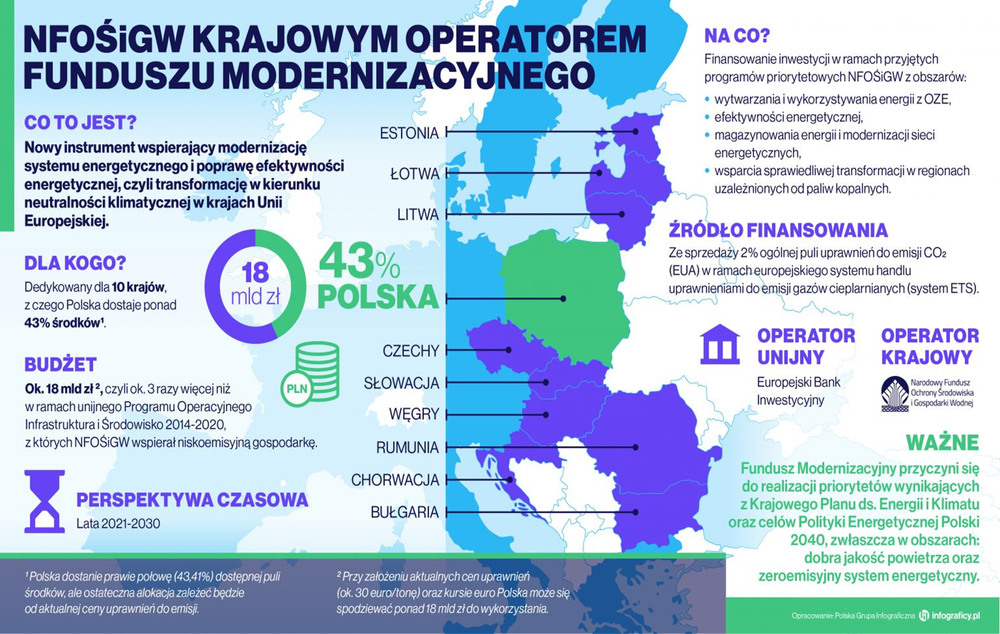 NFOŚiGW KRAJOWYM OPERATOREM
FUNDUSZU MODERNIZACYJNEGO
CO TO JEST?
Nowy instrument wspierający modernizację
systemu energetycznego i poprawę efektywności
energetycznej, czyli transformację w kierunku
neutralności klimatycznej w krajach Unii
Europejskiej.
DLA KOGO?
Dedykowany dla 10 krajów,
z czego Polska dostaje ponad
43% środków¹.
18
mld zł
43%
POLSKA
BUDŻET
Ok. 18 mld zł ², czyli ok. 3 razy więcej niż
w ramach unijnego Programu Operacyjnego
Infrastruktura i Środowisko 2014-2020,
z których NFOŚiGW wspierał niskoemisyjną gospodarkę.
PLN
PERSPEKTYWA CZASOWA
Lata 2021-2030
ESTONIA
ŁOTWA
LITWA
CZECHY
SŁOWACJA
WĘGRY
RUMUNIA
CHORWACJA
BUŁGARIA
NA CO?
Finansowanie inwestycji w ramach przyjętych
programów priorytetowych NFOŚiGW z obszarów:
• wytwarzania i wykorzystywania energii z OZE,
• efektywności energetycznej,
• magazynowania energii i modernizacji sieci
energetycznych,
• wsparcia sprawiedliwej transformacji w regionach
uzależnionych od paliw kopalnych.
ŹRÓDŁO FINANSOWANIA
Ze sprzedaży 2% ogólnej puli uprawnień do emisji CO₂
(EUA) w ramach europejskiego systemu handlu
uprawnieniami do emisji gazów cieplarnianych (system ETS).
OPERATOR
UNIJNY
Europejski Bank
Inwestycyjny
OPERATOR
KRAJOWY
Narodowy Fundusz
Ochrony Środowiska
i Gospodarki Wodnej
WAŻNE
Fundusz Modernizacyjny przyczyni się
do realizacji priorytetów wynikających
z Krajowego Planu ds. Energii i Klimatu
oraz celów Polityki Energetycznej Polski
2040, zwłaszcza w obszarach:
dobra jakość powietrza oraz
zeroemisyjny system energetyczny.
¹ Polska dostanie prawie połowę (43,41%) dostępnej puli
środków, ale ostateczna alokacja zależeć będzie
od aktualnej ceny uprawnień do emisji.
² Przy założeniu aktualnych cen uprawnień
(ok. 30 euro/tonę) oraz kursie euro Polska może się
spodziewać ponad 18 mld zł do wykorzystania.
Opracowanie: Polska Grupa Infograficzna infograficy.pl